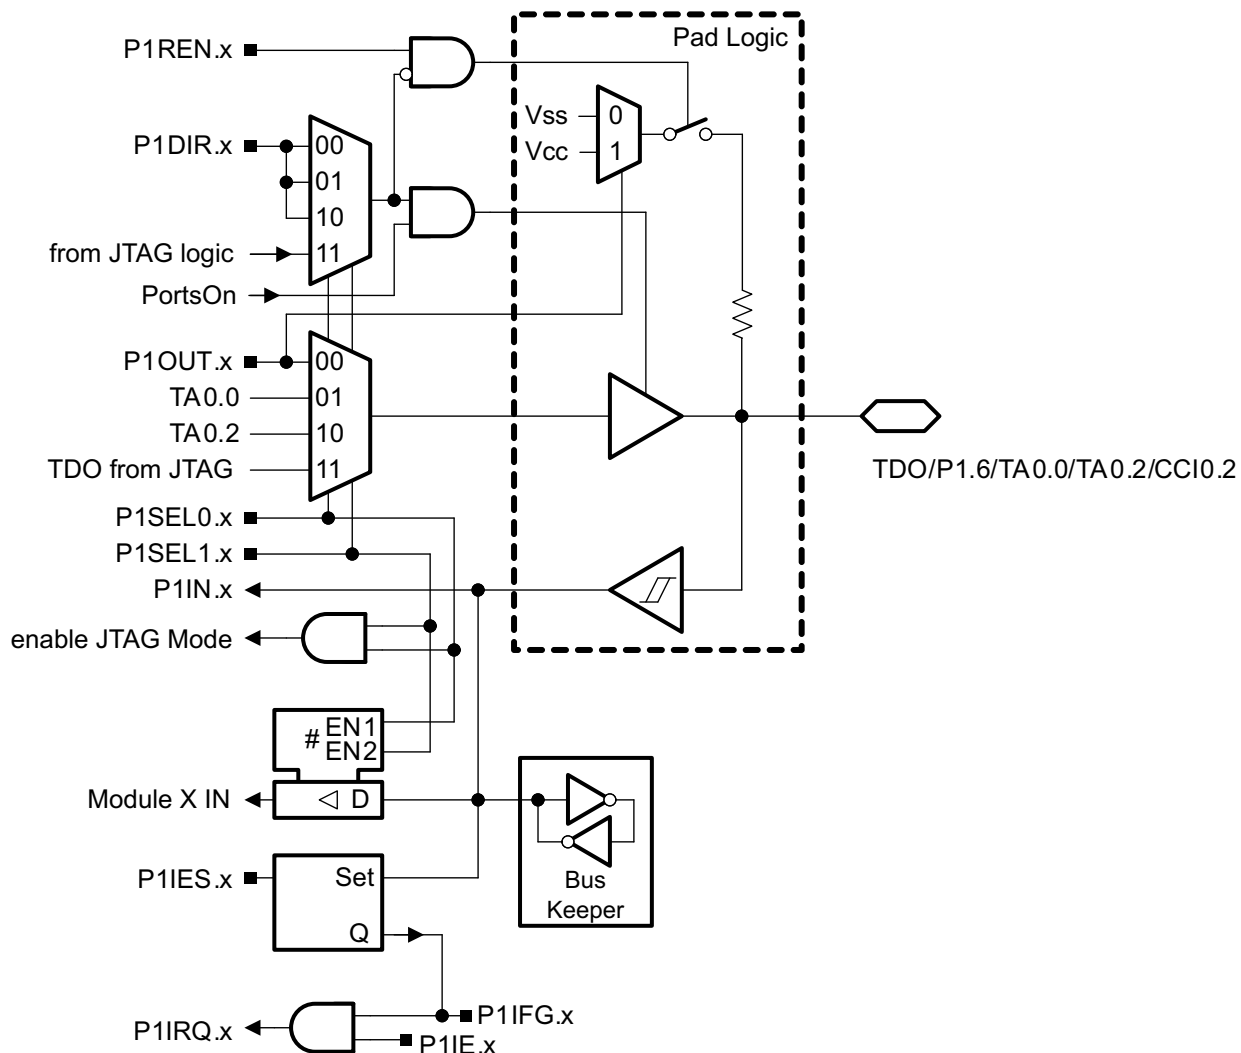 P1REN.x
Pad Logic
Vss
0
Vcc
1
P1DIR.x
00
01
10
from JTAG logic
11
PortsOn
P1OUT.x
00
TA0.0
01
TA0.2
10
TDO from JTAG
11
TDO/P1.6/TA0.0/TA0.2/CCI0.2
P1SEL0.x
P1SEL1.x
P1IN.x
enable JTAG Mode
# EN1
EN2
Module X IN
D
P1IES.x
Set
Q
Bus
Keeper
P1IRQ.x
P1IFG.x
P1IE.x